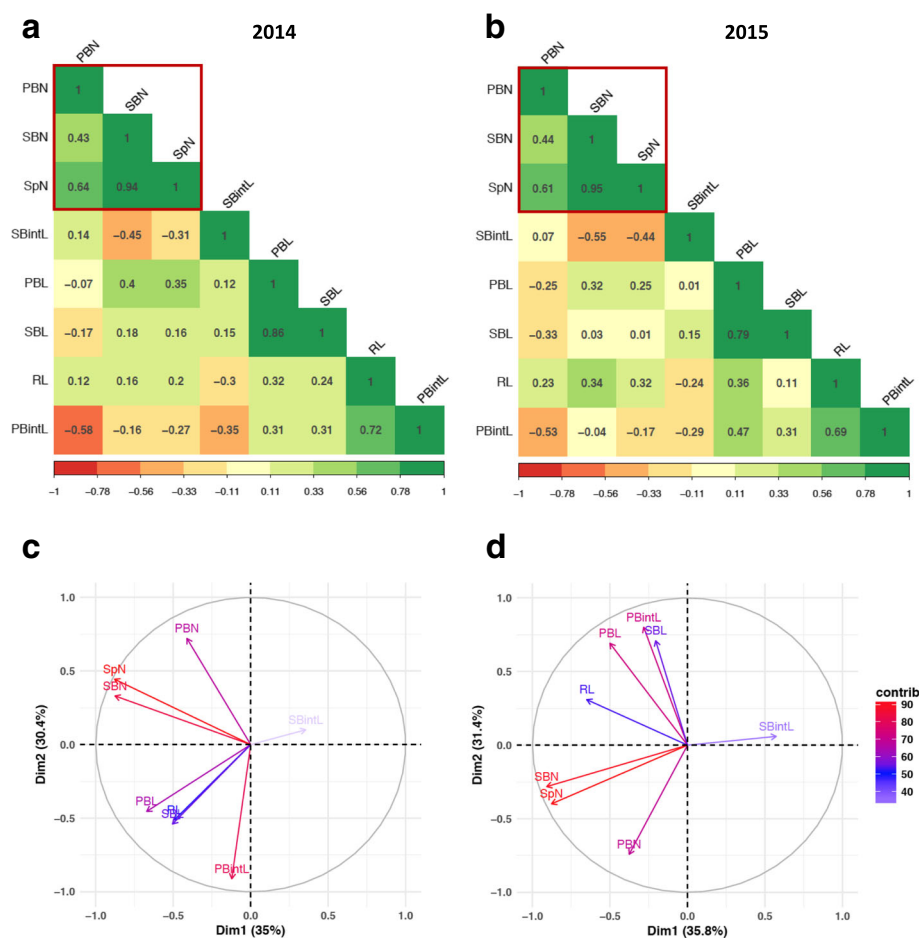 a 2014
PBN
PBN 1
SBN
SBN 0.43 1
SpN
SpN 0.64 0.94 1
SBintL
SBintL 0.14 −0.45 −0.31 1
PBL
PBL −0.07 0.4 0.35 0.12 1
SBL
SBL −0.17 0.18 0.16 0.15 0.86 1
RL
RL 0.12 0.16 0.2 −0.3 0.32 0.24 1
PBintL
PBintL −0.58 −0.16 −0.27 −0.35 0.31 0.31 0.72 1
−1 −0.78 −0.56 −0.33 −0.11 0.11 0.33 0.56 0.78 1
b 2015
PBN
PBN 1
SBN
SBN 0.44 1
SpN
SpN 0.61 0.95 1
SBintL
SBintL 0.07 −0.55 −0.44 1
PBL
PBL −0.25 0.32 0.25 0.01 1
SBL
SBL −0.33 0.03 0.01 0.15 0.79 1
RL
RL 0.23 0.34 0.32 −0.24 0.36 0.11 1
PBintL
PBintL −0.53 −0.04 −0.17 −0.29 0.47 0.31 0.69 1
−1 −0.78 −0.56 −0.33 −0.11 0.11 0.33 0.56 0.78 1
c
1.0
PBN
SpN
0.5
SBN
SBintL
0.0
Dim2 (30.4%)
PBL
RL
SBL
−0.5
PBintL
−1.0
−1.0 −0.5 0.0 0.5 1.0
Dim1 (35%)
d
1.0
PBintL
PBL SBL
0.5
RL
SBintL
0.0
Dim2 (31.4%)
SBN
SpN
−0.5
PBN
−1.0
−1.0 −0.5 0.0 0.5 1.0
Dim1 (35.8%)
contrib
90
80
70
60
50
40